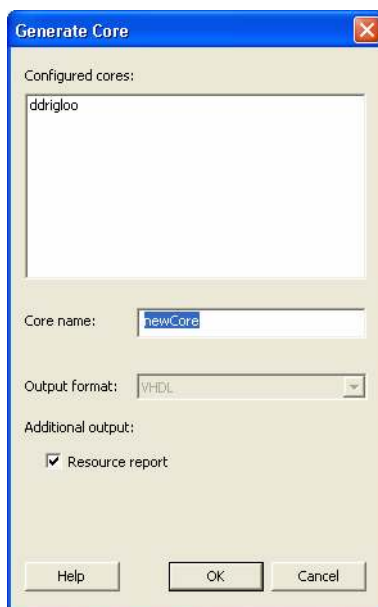 Generate Core
Configured cores:
ddrigloo
Core name: newCore
Output format: VHDL
Additional output:
Resource report
Help OK Cancel